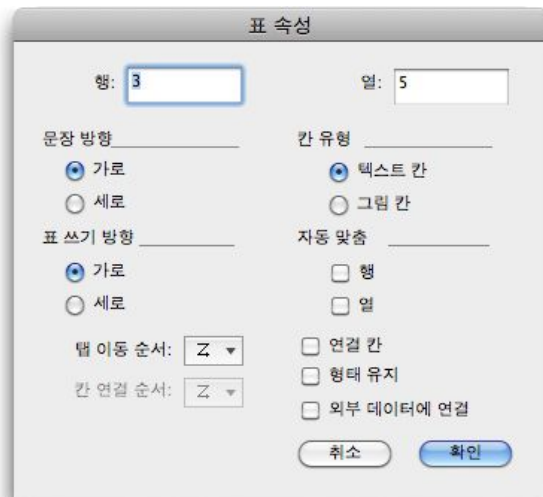 표 속성
행: 3
열: 5
문장 방향
칸 유형
가로
텍스트 칸
세로
그림 칸
표 쓰기 방향
자동 맞춤
가로
행
세로
열
탭 이동 순서:
연결 칸
형태 유지
칸 연결 순서:
외부 데이터에 연결
취소
확인